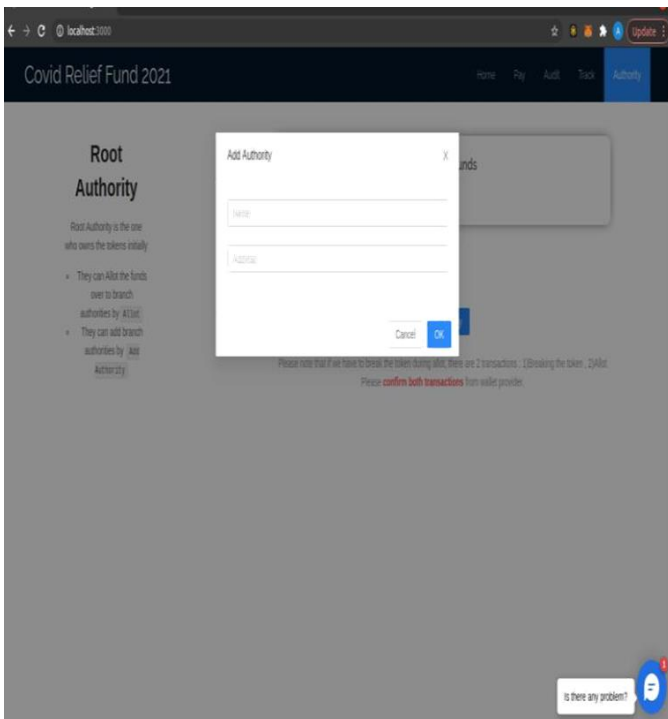 localhost:3000
Update
Covid Relief Fund 2021
Home Pay Audit Track Authority
Root
Authority
Root Authority is the one
who owns the tokens initially
They can Allot the funds
over to branch
authorities by Allot
They can add branch
authorities by Add
Authority
Add Authority X
Name
Address
Cancel OK
unds
Please note that if we have to break the token during allot, there are 2 transactions , 1)Breaking the token , 2)Allot
Please confirm both transactions from wallet provider.
Is there any problem?
1